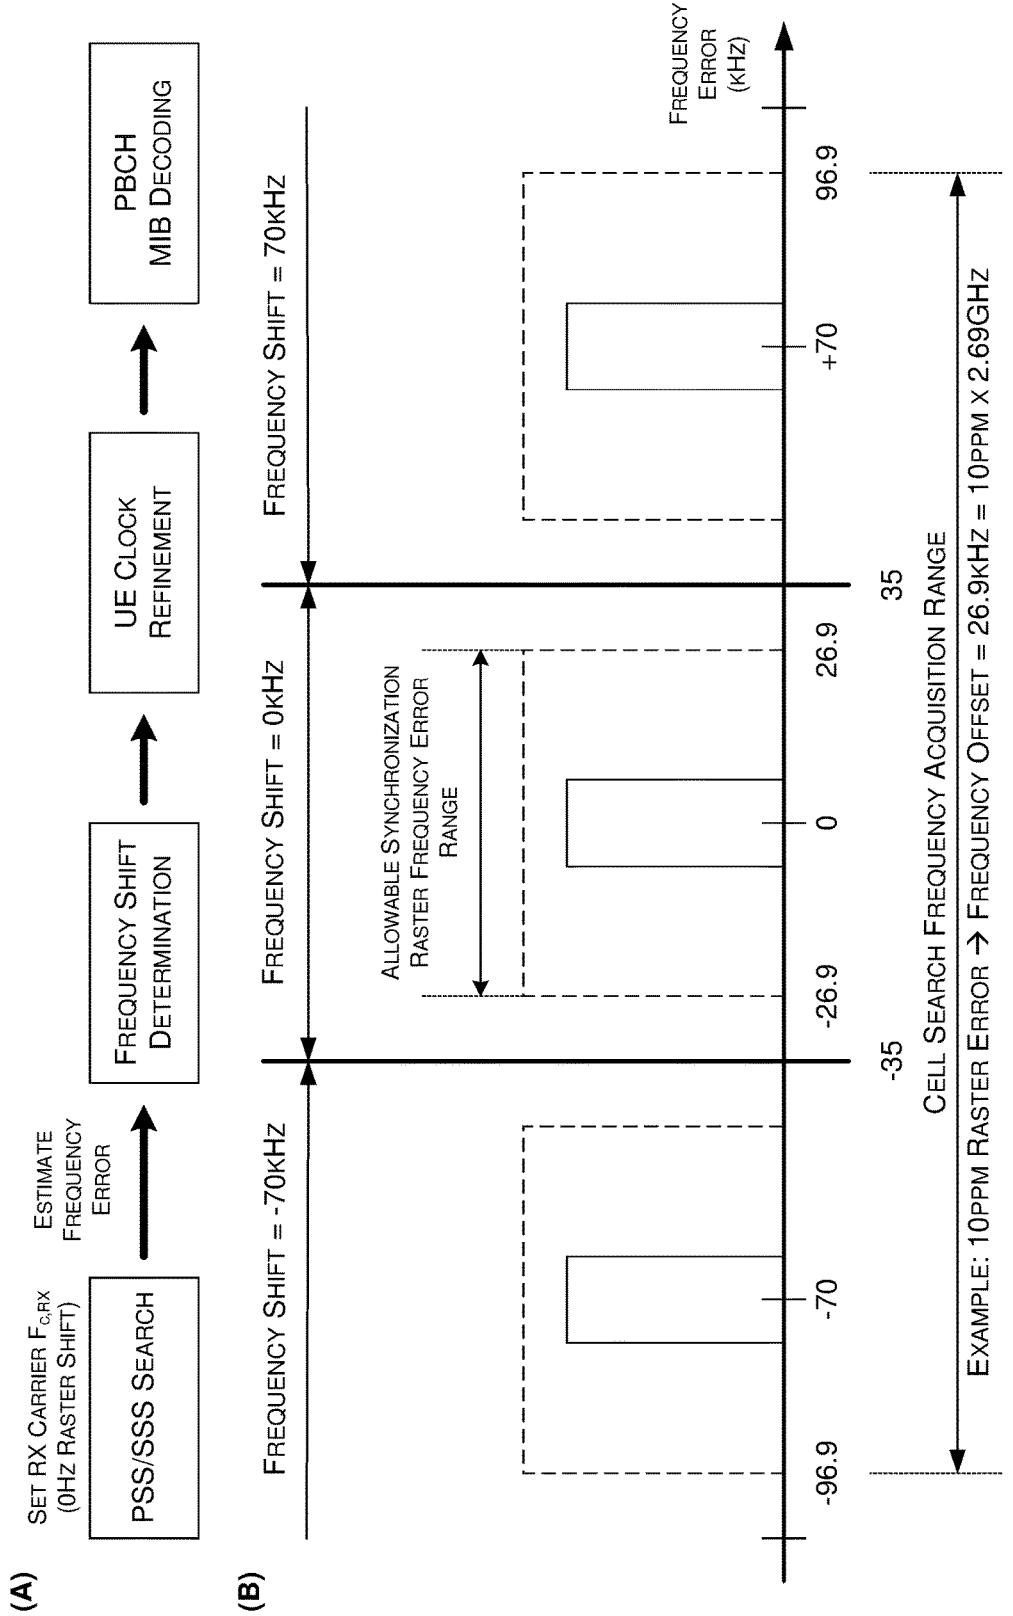 (A)
SET RX CARRIER FC,RX
(0HZ RASTER SHIFT)
PSS/SSS SEARCH
ESTIMATE
FREQUENCY
ERROR
FREQUENCY SHIFT
DETERMINATION
UE CLOCK
REFINEMENT
PBCH
MIB DECODING
(B)
FREQUENCY SHIFT = -70KHZ
FREQUENCY SHIFT = 0KHZ
FREQUENCY SHIFT = 70KHZ
ALLOWABLE SYNCHRONIZATION
RASTER FREQUENCY ERROR
RANGE
FREQUENCY
ERROR
(KHZ)
-96.9
-70
-26.9
0
26.9
+70
96.9
-35
35
CELL SEARCH FREQUENCY ACQUISITION RANGE
EXAMPLE: 10PPM RASTER ERROR → FREQUENCY OFFSET = 26.9KHZ = 10PPM X 2.69GHZ